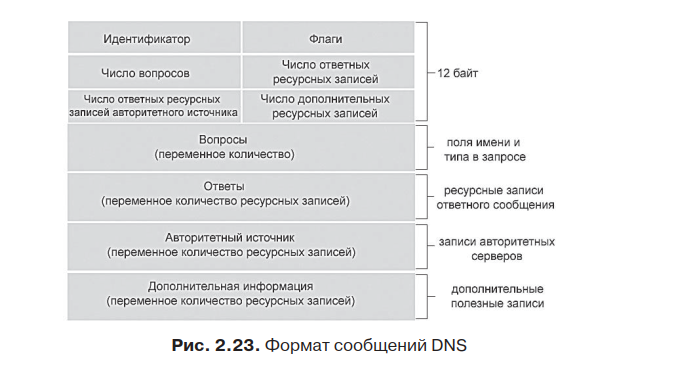 Идентификатор
Флаги
12 байт
Число вопросов
Число ответных
ресурсных записей
Число ответных ресурсных
записей авторитетного источника
Число дополнительных
ресурсных записей
Вопросы
(переменное количество)
поля имени и
типа в запросе
Ответы
(переменное количество ресурсных записей)
ресурсные записи
ответного сообщения
Авторитетный источник
(переменное количество ресурсных записей)
записи авторитетных
серверов
Дополнительная информация
(переменное количество ресурсных записей)
дополнительные
полезные записи
Рис. 2.23. Формат сообщений DNS